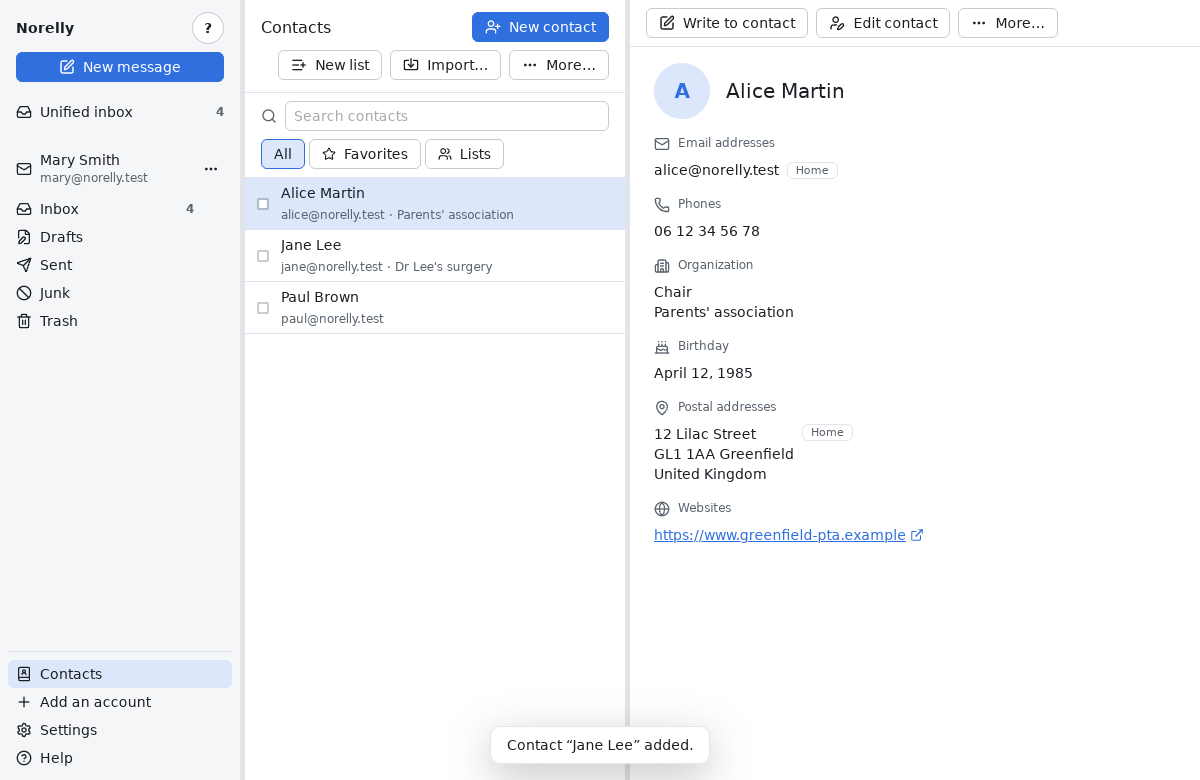 Norelly
?
New message
Unified inbox 4
Mary Smith
mary@norelly.test
Inbox 4
Drafts
Sent
Junk
Trash
Contacts
Add an account
Settings
Help
Contacts
New contact
New list
Import...
More...
Search contacts
All
Favorites
Lists
Alice Martin
alice@norelly.test · Parents' association
Jane Lee
jane@norelly.test · Dr Lee's surgery
Paul Brown
paul@norelly.test
Write to contact
Edit contact
More...
A
Alice Martin
Email addresses
alice@norelly.test Home
Phones
06 12 34 56 78
Organization
Chair
Parents' association
Birthday
April 12, 1985
Postal addresses
12 Lilac Street Home
GL1 1AA Greenfield
United Kingdom
Websites
https://www.greenfield-pta.example
Contact “Jane Lee” added.